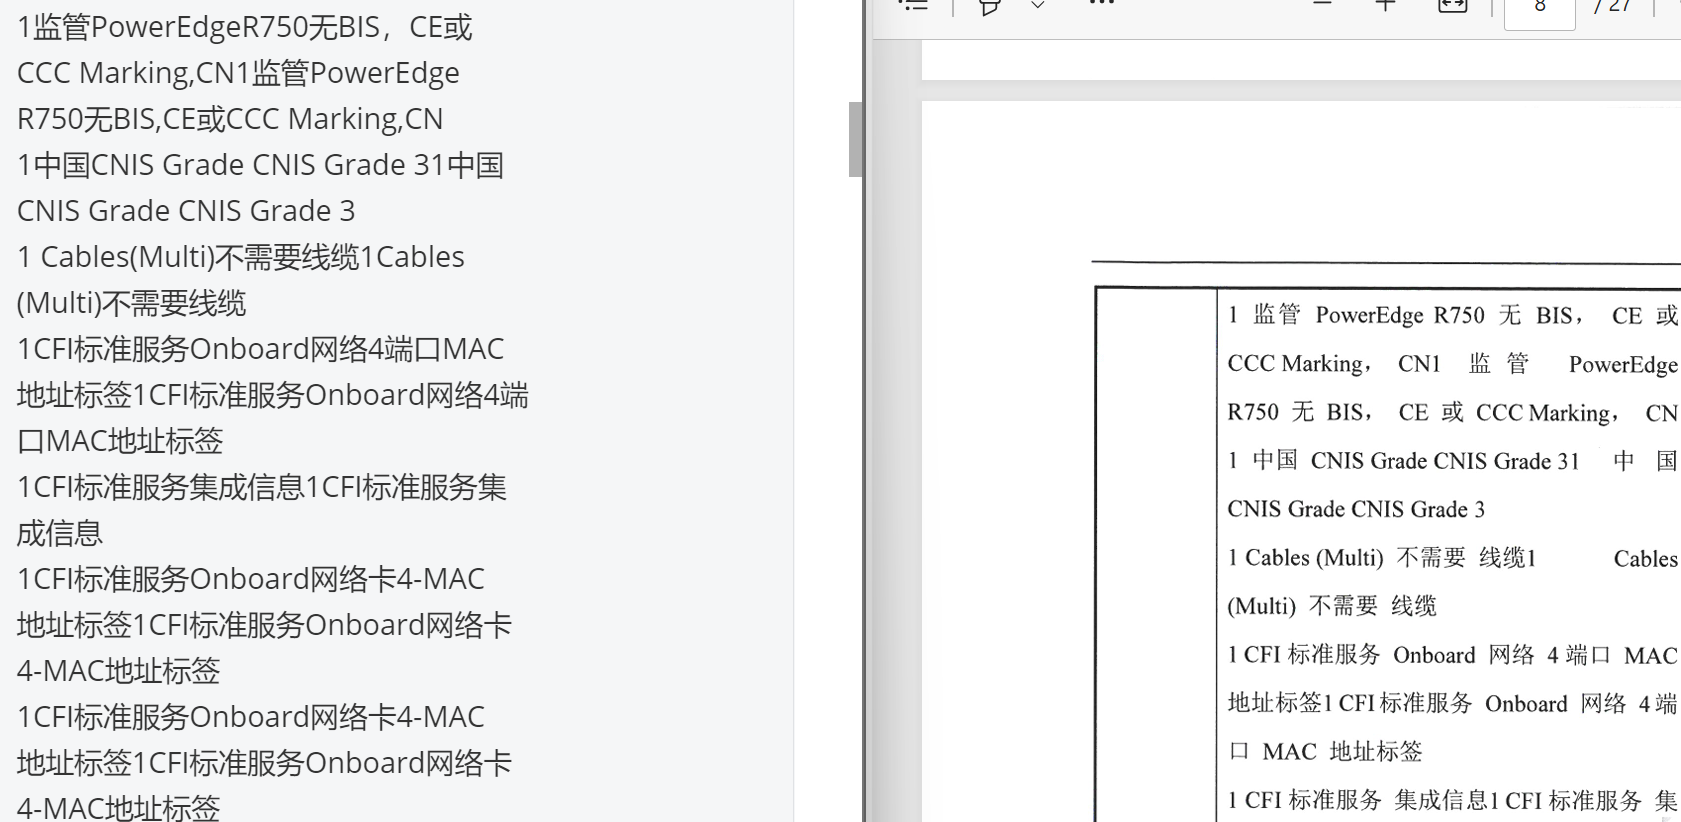 1监管PowerEdgeR750无BIS，CE或
CCC Marking,CN1监管PowerEdge
R750无BIS,CE或CCC Marking,CN
1中国CNIS Grade CNIS Grade 31中国
CNIS Grade CNIS Grade 3
1 Cables(Multi)不需要线缆1Cables
(Multi)不需要线缆
1CFI标准服务Onboard网络4端口MAC
地址标签1CFI标准服务Onboard网络4端
口MAC地址标签
1CFI标准服务集成信息1CFI标准服务集
成信息
1CFI标准服务Onboard网络卡4-MAC
地址标签1CFI标准服务Onboard网络卡
4-MAC地址标签
1CFI标准服务Onboard网络卡4-MAC
地址标签1CFI标准服务Onboard网络卡
4-MAC地址标签
8 / 27
1 监管 PowerEdge R750 无 BIS， CE 或
CCC Marking， CN1 监 管 PowerEdge
R750 无 BIS， CE 或 CCC Marking， CN
1 中国 CNIS Grade CNIS Grade 31 中 国
CNIS Grade CNIS Grade 3
1 Cables (Multi) 不需要 线缆1 Cables
(Multi) 不需要 线缆
1 CFI 标准服务 Onboard 网络 4 端口 MAC
地址标签1 CFI 标准服务 Onboard 网络 4 端
口 MAC 地址标签
1 CFI 标准服务 集成信息1 CFI 标准服务 集